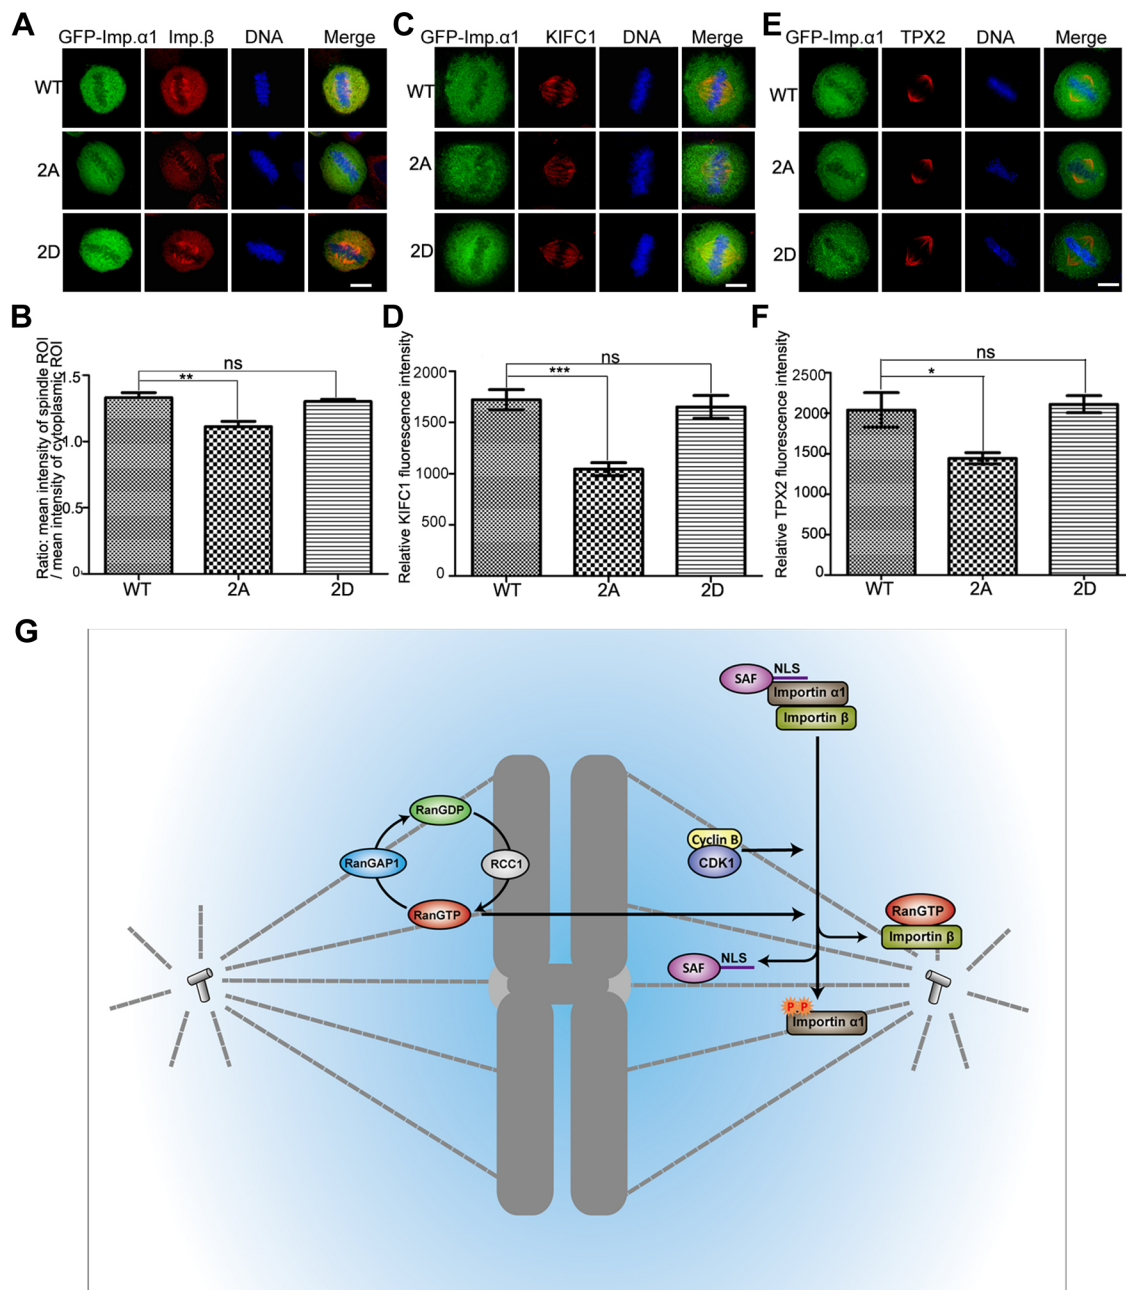 A
GFP-Imp.α1 Imp.β DNA Merge
WT
2A
2D
C
GFP-Imp.α1 KIFC1 DNA Merge
WT
2A
2D
E
GFP-Imp.α1 TPX2 DNA Merge
WT
2A
2D
B
Ratio: mean intensity of spindle ROI
/ mean intensity of cytoplasmic ROI
1.5
1.0
0.5
0
ns
**
WT 2A 2D
D
Relative KIFC1 fluorescence intensity
2000
1500
1000
500
0
ns
***
WT 2A 2D
F
Relative TPX2 fluorescence intensity
2500
2000
1500
1000
500
0
ns
*
WT 2A 2D
G
SAF NLS
Importin α1
Importin β
RanGDP
RanGAP1
RCC1
RanGTP
Cyclin B
CDK1
RanGTP
Importin β
SAF NLS
P P
Importin α1